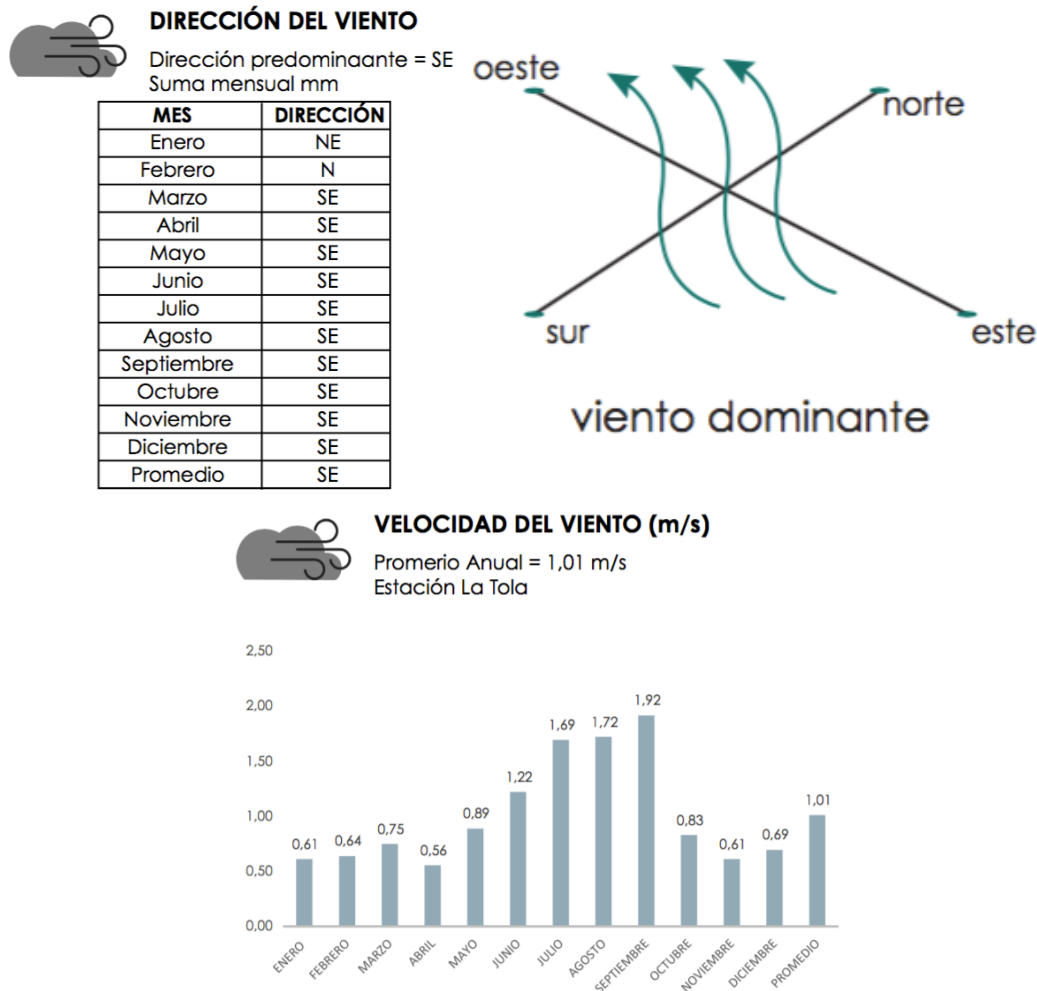 DIRECCIÓN DEL VIENTO
Dirección predominaante = SE
Suma mensual mm
MES DIRECCIÓN
Enero NE
Febrero N
Marzo SE
Abril SE
Mayo SE
Junio SE
Julio SE
Agosto SE
Septiembre SE
Octubre SE
Noviembre SE
Diciembre SE
Promedio SE
oeste
norte
sur
este
viento dominante
VELOCIDAD DEL VIENTO (m/s)
Promerio Anual = 1,01 m/s
Estación La Tola
2,50
2,00
1,50
1,00
0,50
0,00
0,61
0,64
0,75
0,56
0,89
1,22
1,69
1,72
1,92
0,83
0,61
0,69
1,01
ENERO
FEBRERO
MARZO
ABRIL
MAYO
JUNIO
JULIO
AGOSTO
SEPTIEMBRE
OCTUBRE
NOVIEMBRE
DICIEMBRE
PROMEDIO